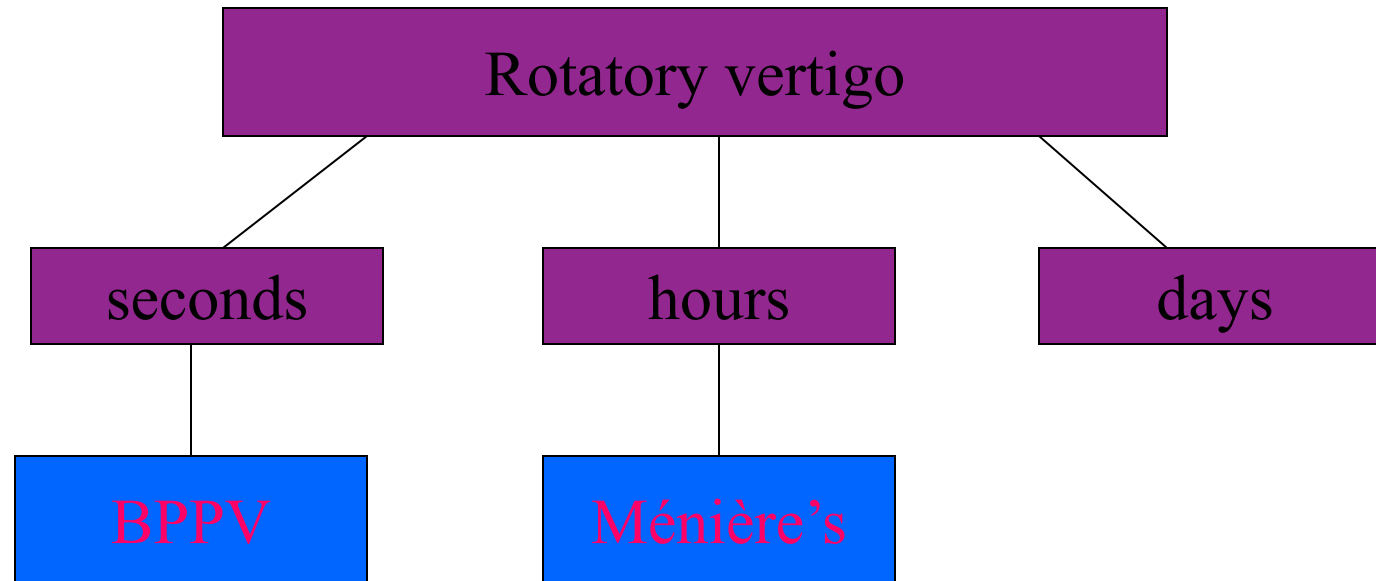 Rotatory vertigo
seconds
hours
days
BPPV
Ménière’s